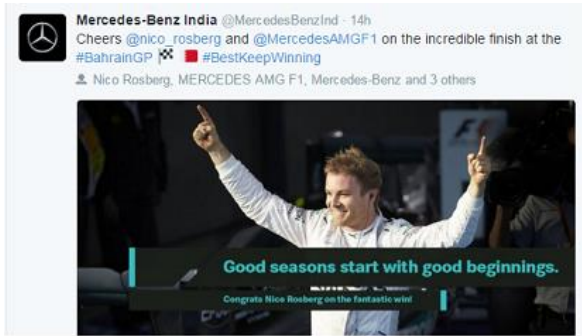 Mercedes-Benz India @MercedesBenzInd · 14h
Cheers @nico_rosberg and @MercedesAMGF1 on the incredible finish at the
#BahrainGP #BestKeepWinning
Nico Rosberg, MERCEDES AMG F1, Mercedes-Benz and 3 others
Good seasons start with good beginnings.
Congrats Nico Rosberg on the fantastic win!